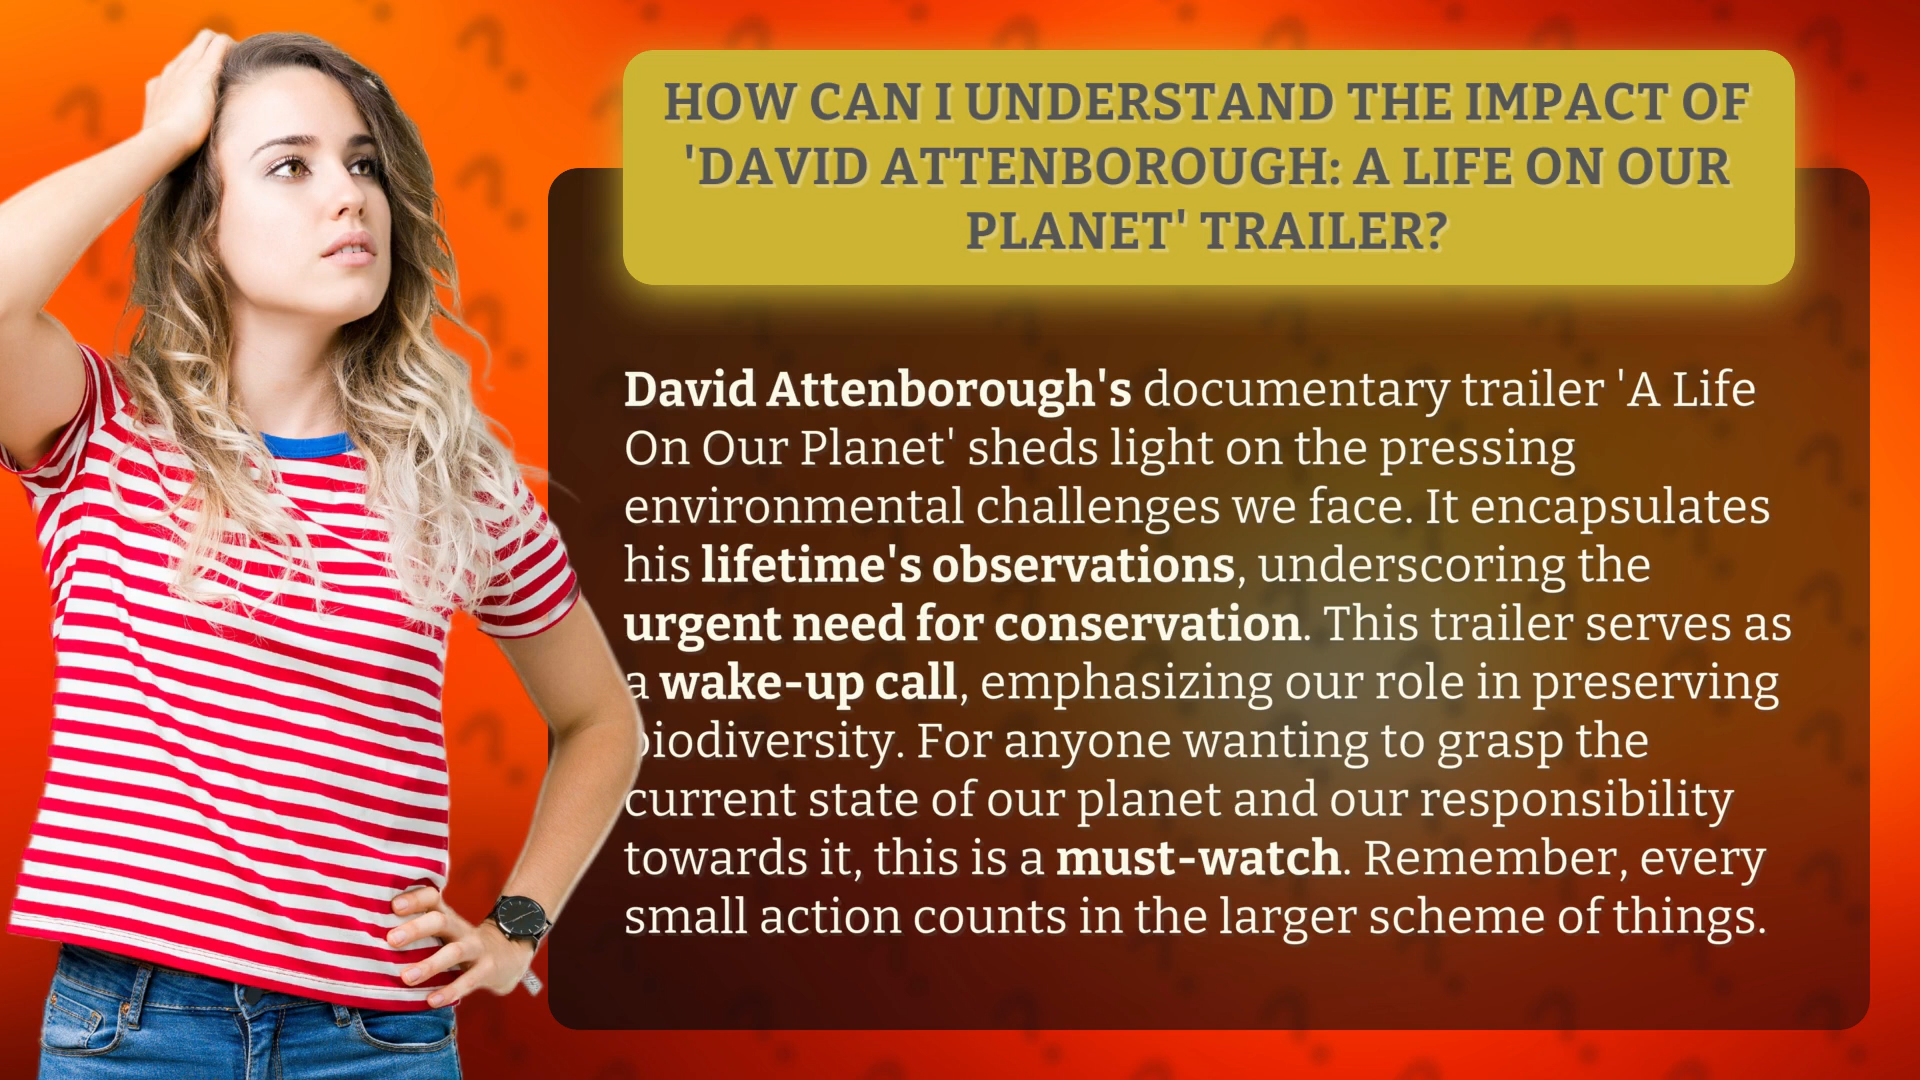 HOW CAN I UNDERSTAND THE IMPACT OF
'DAVID ATTENBOROUGH: A LIFE ON OUR
PLANET' TRAILER?
David Attenborough's documentary trailer 'A Life
On Our Planet' sheds light on the pressing
environmental challenges we face. It encapsulates
his lifetime's observations, underscoring the
urgent need for conservation. This trailer serves as
a wake-up call, emphasizing our role in preserving
biodiversity. For anyone wanting to grasp the
current state of our planet and our responsibility
towards it, this is a must-watch. Remember, every
small action counts in the larger scheme of things.